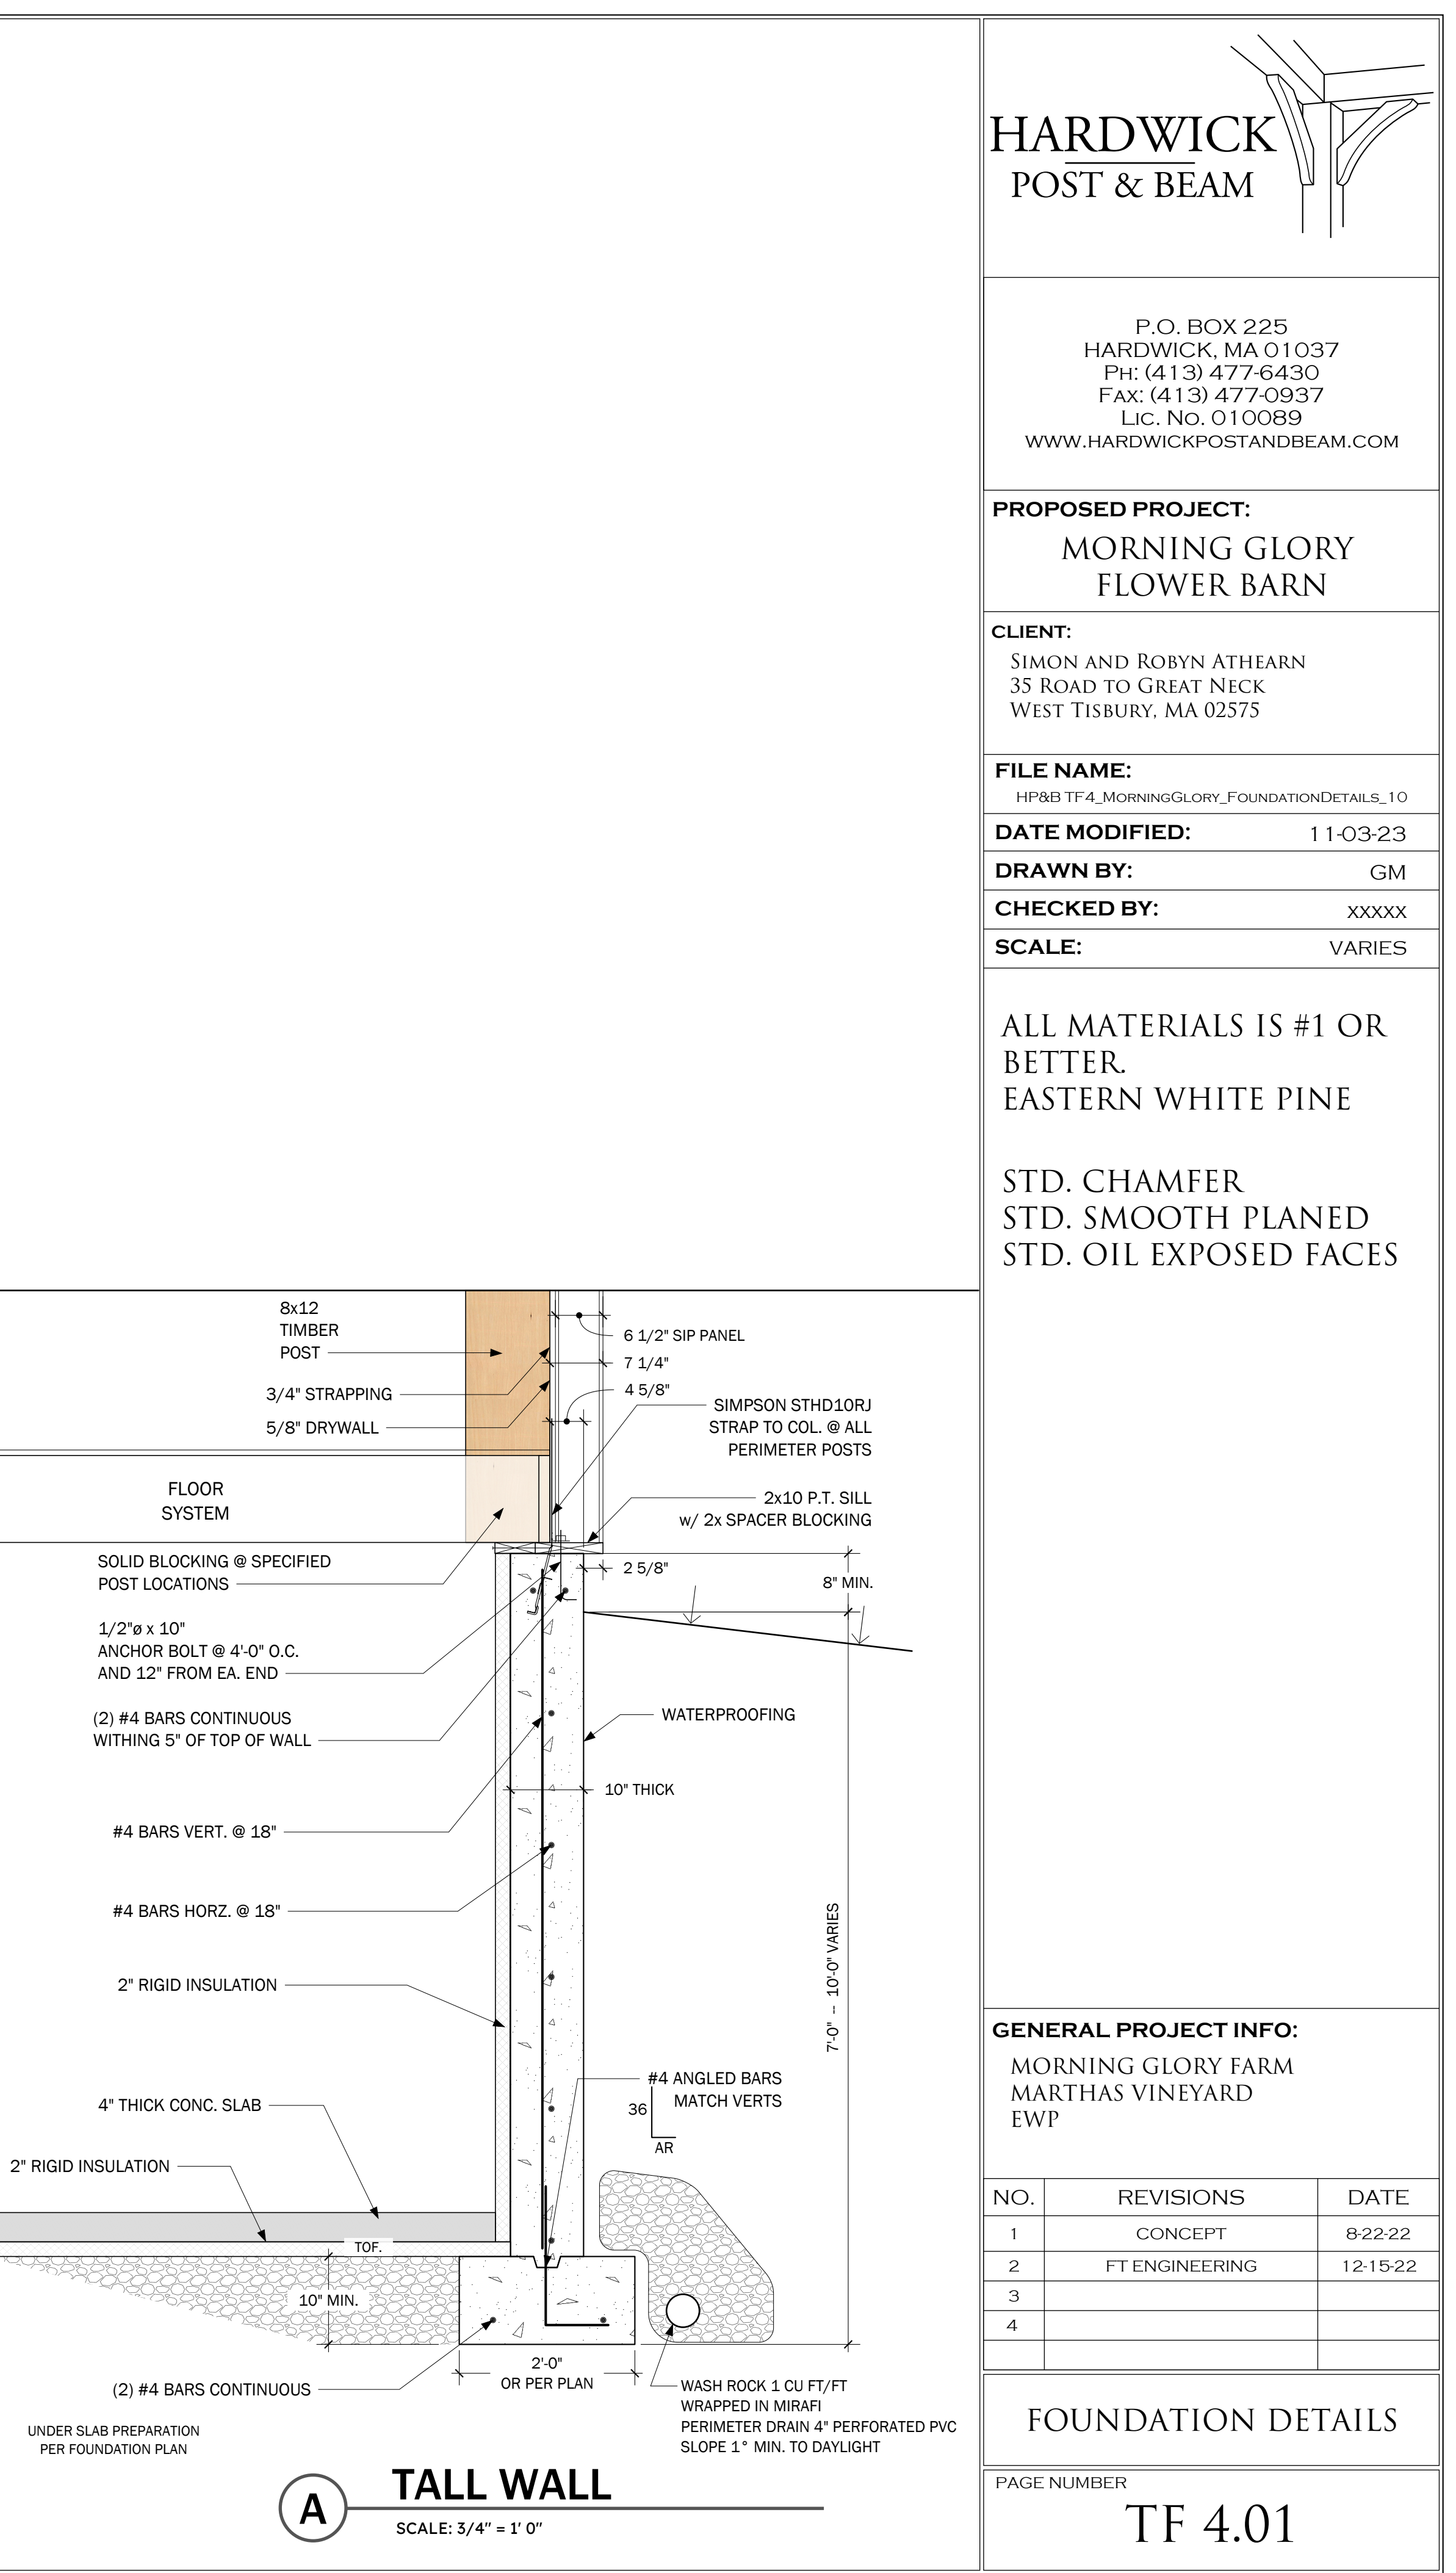 8x12
TIMBER
POST
3/4" STRAPPING
5/8" DRYWALL
FLOOR
SYSTEM
SOLID BLOCKING @ SPECIFIED
POST LOCATIONS
1/2"ø x 10"
ANCHOR BOLT @ 4'-0" O.C.
AND 12" FROM EA. END
(2) #4 BARS CONTINUOUS
WITHING 5" OF TOP OF WALL
#4 BARS VERT. @ 18"
#4 BARS HORZ. @ 18"
2" RIGID INSULATION
4" THICK CONC. SLAB
2" RIGID INSULATION
TOF.
10" MIN.
(2) #4 BARS CONTINUOUS
UNDER SLAB PREPARATION
PER FOUNDATION PLAN
6 1/2" SIP PANEL
7 1/4"
4 5/8"
SIMPSON STHD10RJ
STRAP TO COL. @ ALL
PERIMETER POSTS
2x10 P.T. SILL
w/ 2x SPACER BLOCKING
2 5/8"
8" MIN.
WATERPROOFING
10" THICK
7'-0" -- 10'-0" VARIES
#4 ANGLED BARS
MATCH VERTS
36
AR
2'-0"
OR PER PLAN
WASH ROCK 1 CU FT/FT
WRAPPED IN MIRAFI
PERIMETER DRAIN 4" PERFORATED PVC
SLOPE 1° MIN. TO DAYLIGHT
A
TALL WALL
SCALE: 3/4" = 1' 0"
HARDWICK
POST & BEAM
P.O. BOX 225
HARDWICK, MA 01037
PH: (413) 477-6430
FAX: (413) 477-0937
LIC. NO. 010089
WWW.HARDWICKPOSTANDBEAM.COM
PROPOSED PROJECT:
MORNING GLORY
FLOWER BARN
CLIENT:
SIMON AND ROBYN ATHEARN
35 ROAD TO GREAT NECK
WEST TISBURY, MA 02575
FILE NAME:
HP&B TF4_MORNINGGLORY_FOUNDATIONDETAILS_10
DATE MODIFIED: 11-03-23
DRAWN BY: GM
CHECKED BY: XXXXX
SCALE: VARIES
ALL MATERIALS IS #1 OR
BETTER.
EASTERN WHITE PINE
STD. CHAMFER
STD. SMOOTH PLANED
STD. OIL EXPOSED FACES
GENERAL PROJECT INFO:
MORNING GLORY FARM
MARTHAS VINEYARD
EWP
NO. REVISIONS DATE
1 CONCEPT 8-22-22
2 FT ENGINEERING 12-15-22
3
4
FOUNDATION DETAILS
PAGE NUMBER
TF 4.01